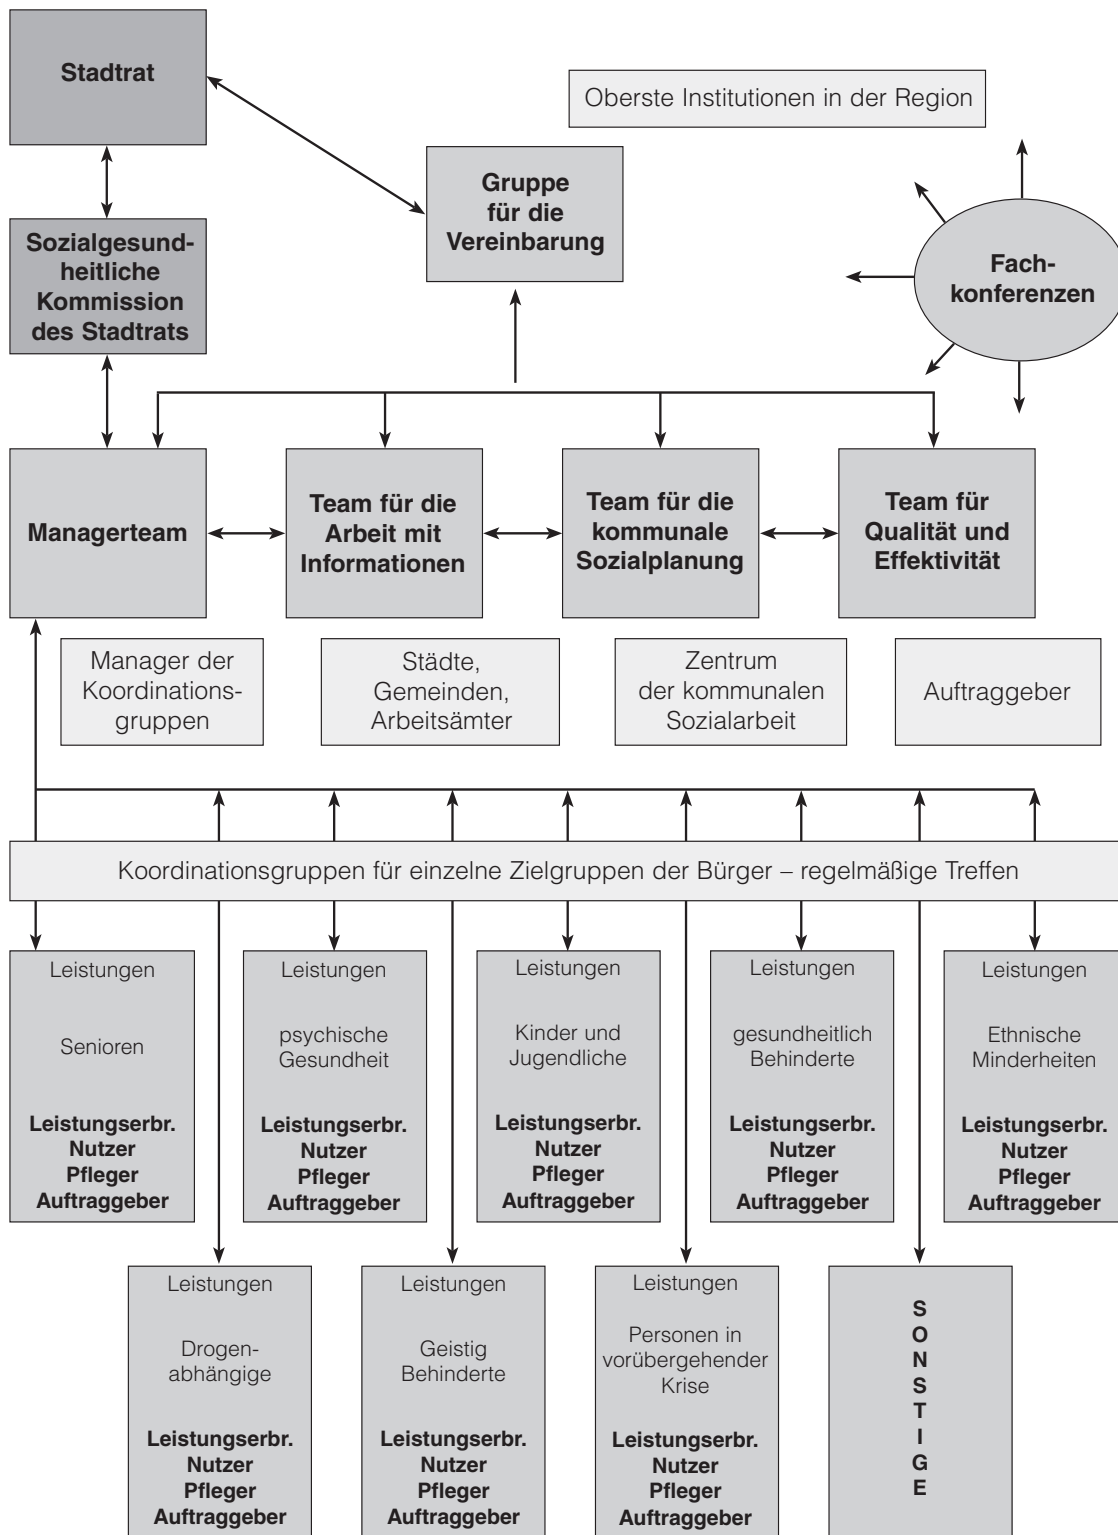 Stadtrat
Oberste Institutionen in der Region
Gruppe
für die
Vereinbarung
Sozialgesund-
heitliche
Kommission
des Stadtrats
Fach-
konferenzen
Managerteam
Team für die
Arbeit mit
Informationen
Team für die
kommunale
Sozialplanung
Team für
Qualität und
Effektivität
Manager der
Koordinations-
gruppen
Städte,
Gemeinden,
Arbeitsämter
Zentrum
der kommunalen
Sozialarbeit
Auftraggeber
Koordinationsgruppen für einzelne Zielgruppen der Bürger – regelmäßige Treffen
Leistungen
Senioren
Leistungserbr.
Nutzer
Pfleger
Auftraggeber
Leistungen
psychische
Gesundheit
Leistungserbr.
Nutzer
Pfleger
Auftraggeber
Leistungen
Kinder und
Jugendliche
Leistungserbr.
Nutzer
Pfleger
Auftraggeber
Leistungen
gesundheitlich
Behinderte
Leistungserbr.
Nutzer
Pfleger
Auftraggeber
Leistungen
Ethnische
Minderheiten
Leistungserbr.
Nutzer
Pfleger
Auftraggeber
Leistungen
Drogen-
abhängige
Leistungserbr.
Nutzer
Pfleger
Auftraggeber
Leistungen
Geistig
Behinderte
Leistungserbr.
Nutzer
Pfleger
Auftraggeber
Leistungen
Personen in
vorübergehender
Krise
Leistungserbr.
Nutzer
Pfleger
Auftraggeber
S
O
N
S
T
I
G
E